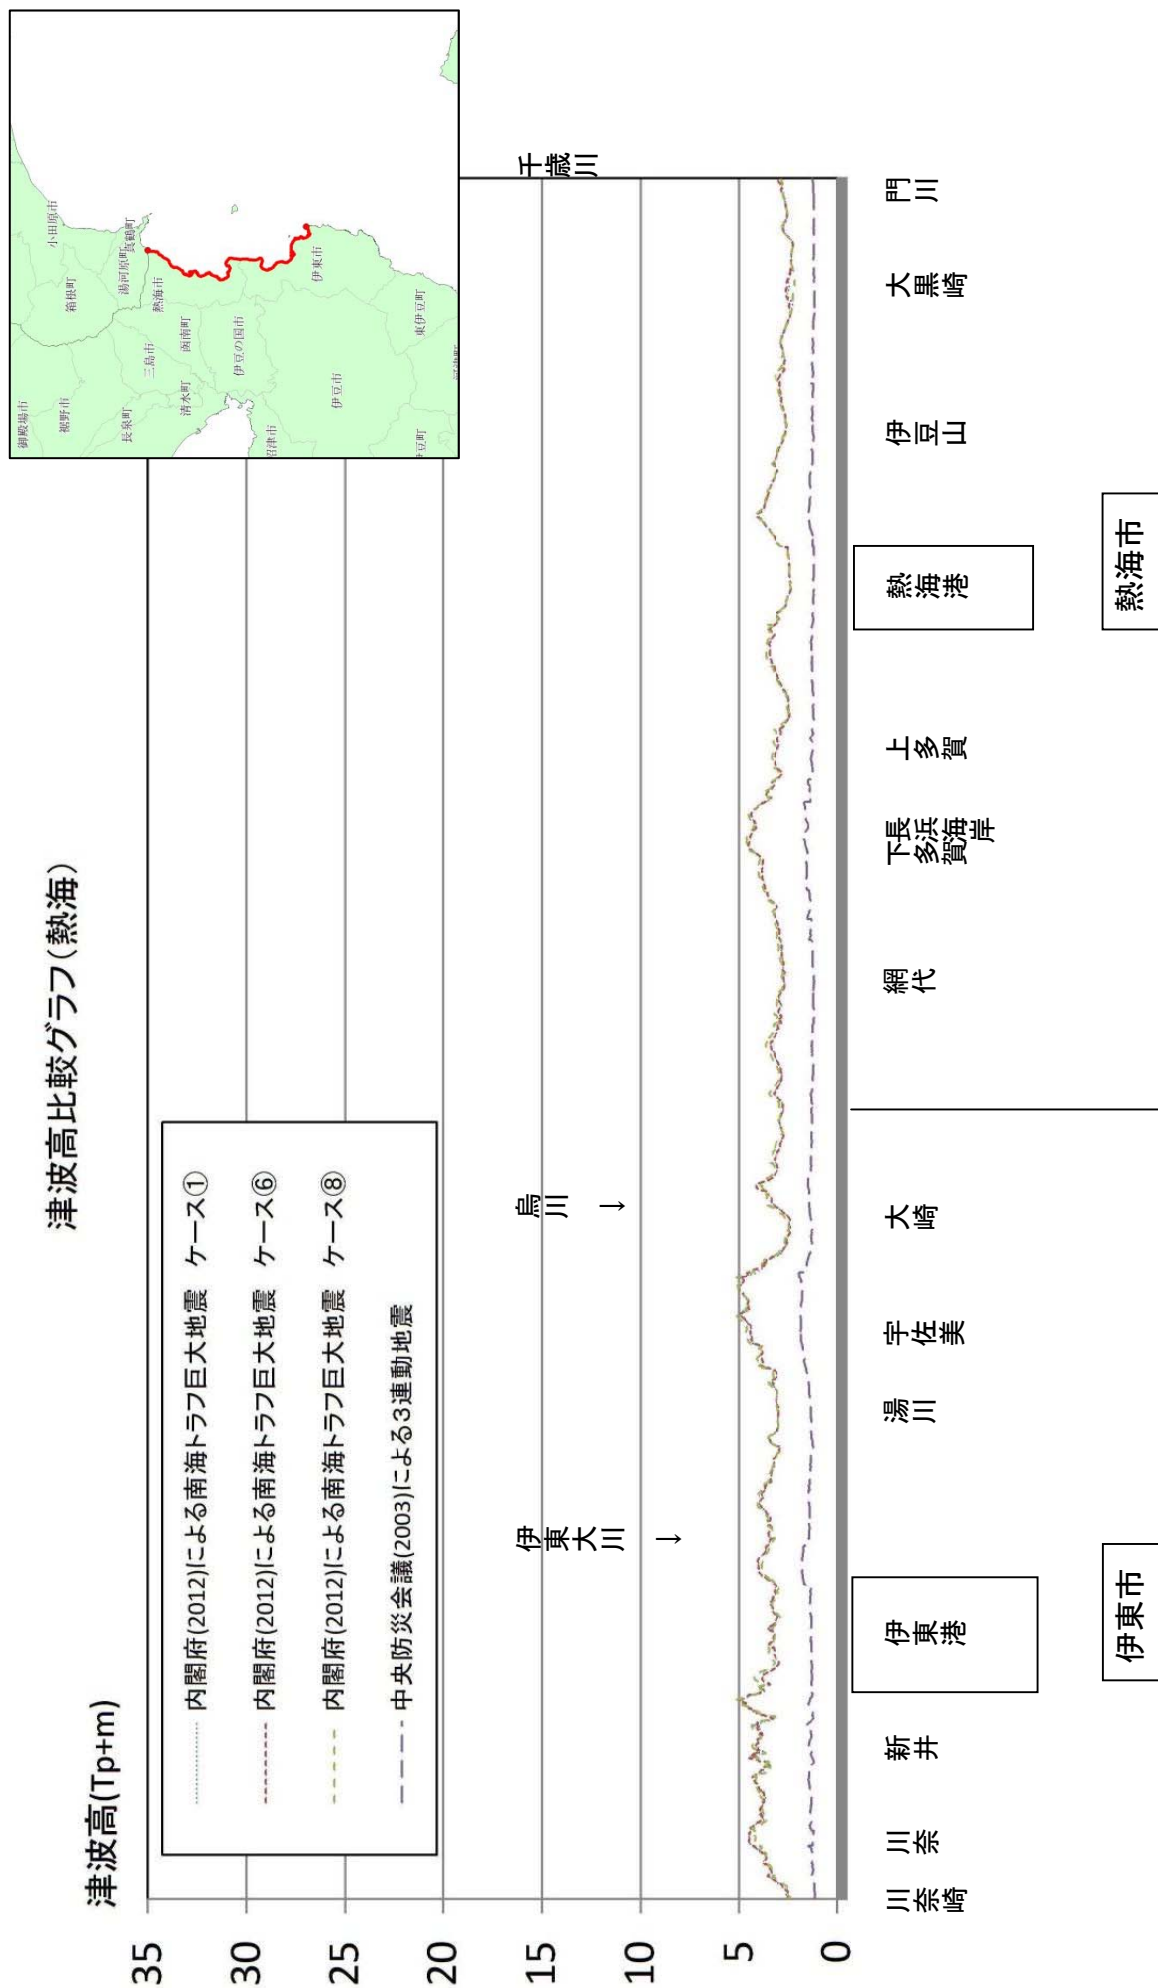 津波高比較グラフ(熱海)
津波高(Tp+m)
35
30
25
20
15
10
5
0
内閣府(2012)による南海トラフ巨大地震 ケース①
内閣府(2012)による南海トラフ巨大地震 ケース⑥
内閣府(2012)による南海トラフ巨大地震 ケース⑧
中央防災会議(2003)による3連動地震
伊東大川
↓
烏川
↓
千歳川
川奈崎
川奈
新井
伊東港
湯川
宇佐美
大崎
網代
下多賀
長浜海岸
上多賀
熱海港
伊豆山
大黒崎
門川
伊東市
熱海市
御殿場市
小田原市
裾野市
箱根町
湯河原町
真鶴町
長泉町
三島市
熱海市
清水町
函南町
伊豆の国市
沼津市
伊東市
伊豆市
東伊豆町
豆町